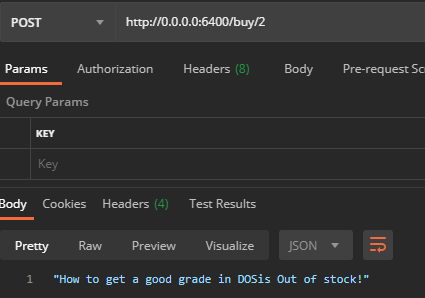 POST http://0.0.0.0:6400/buy/2
Params Authorization Headers (8) Body Pre-request Sc
Query Params
KEY
Key
Body Cookies Headers (4) Test Results
Pretty Raw Preview Visualize JSON
1 "How to get a good grade in DOSis Out of stock!"